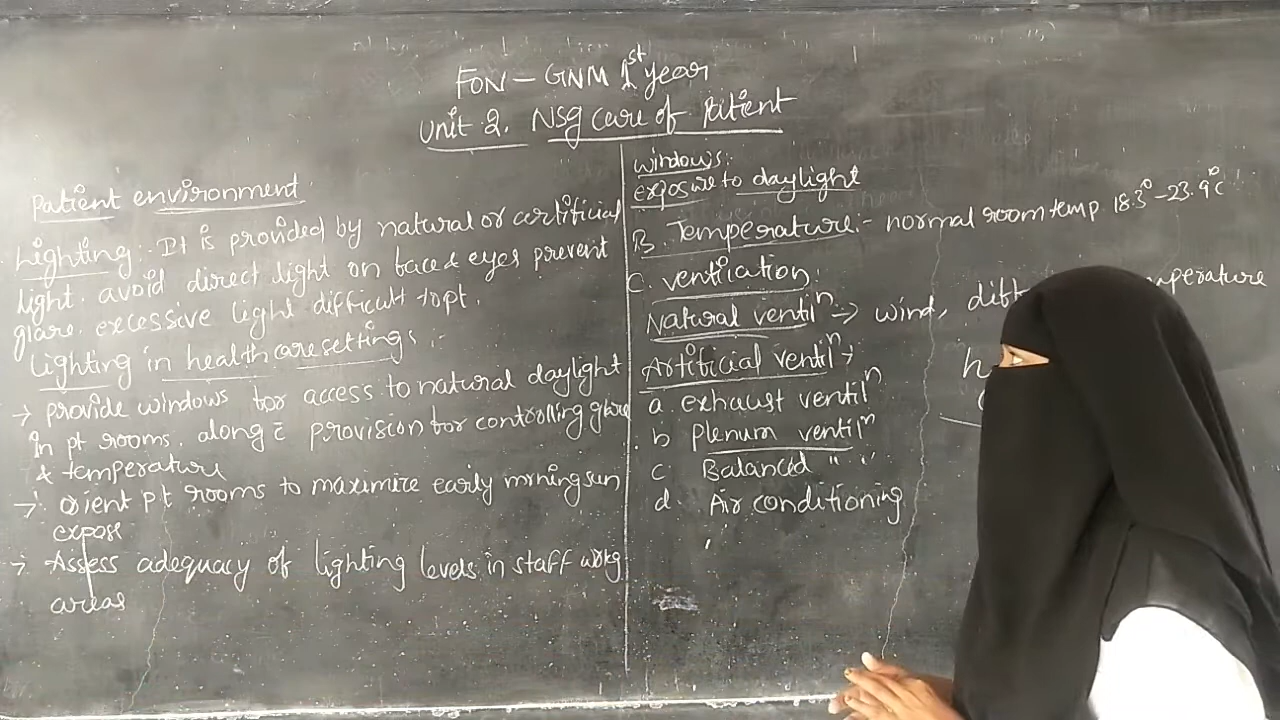 FON - GNM 1st year
Unit 2. NSg care of Patient
Patient environment
Lighting:- It is provided by natural or artificial
light. avoid direct light on face & eyes prevent
glare. excessive light difficult to pt.
Lighting in health care settings:-
→ provide windows for access to natural daylight
In pt rooms, along c̄ provision for controlling glare
& temperature
→ orient pt rooms to maximize early mrning sun
expose
→ Assess adequacy of lighting levels in staff workg
areas
windows:
exposure to daylight
B. Temperature:- normal room temp 18.3° - 23.9°c
C. ventilation:
Natural ventiln → wind, temperature
Artificial ventiln
a. exhaust ventiln
b Plenum ventiln
c Balanced " "
d. Air conditioning